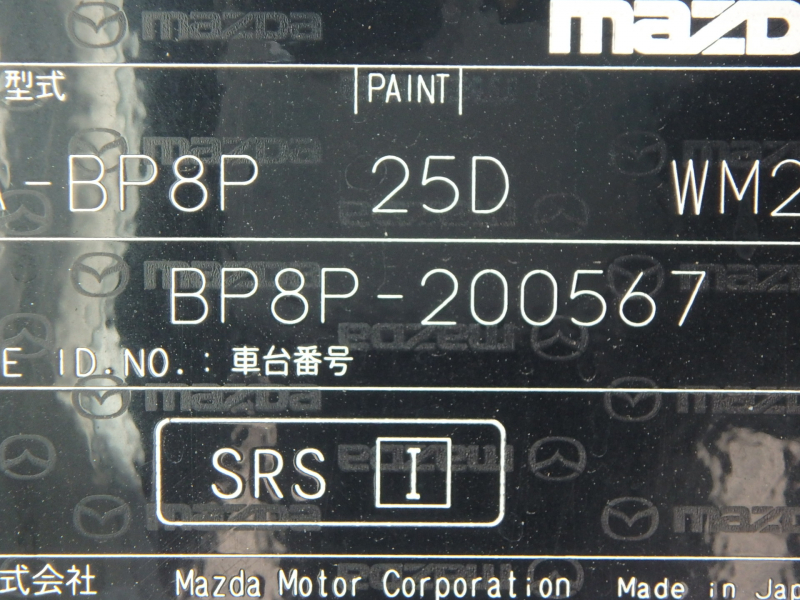 mazda
型式 PAINT
-BP8P 25D WM2
BP8P-200567
E ID.NO.: 車台番号
SRS I
式会社 Mazda Motor Corporation Made in Jap